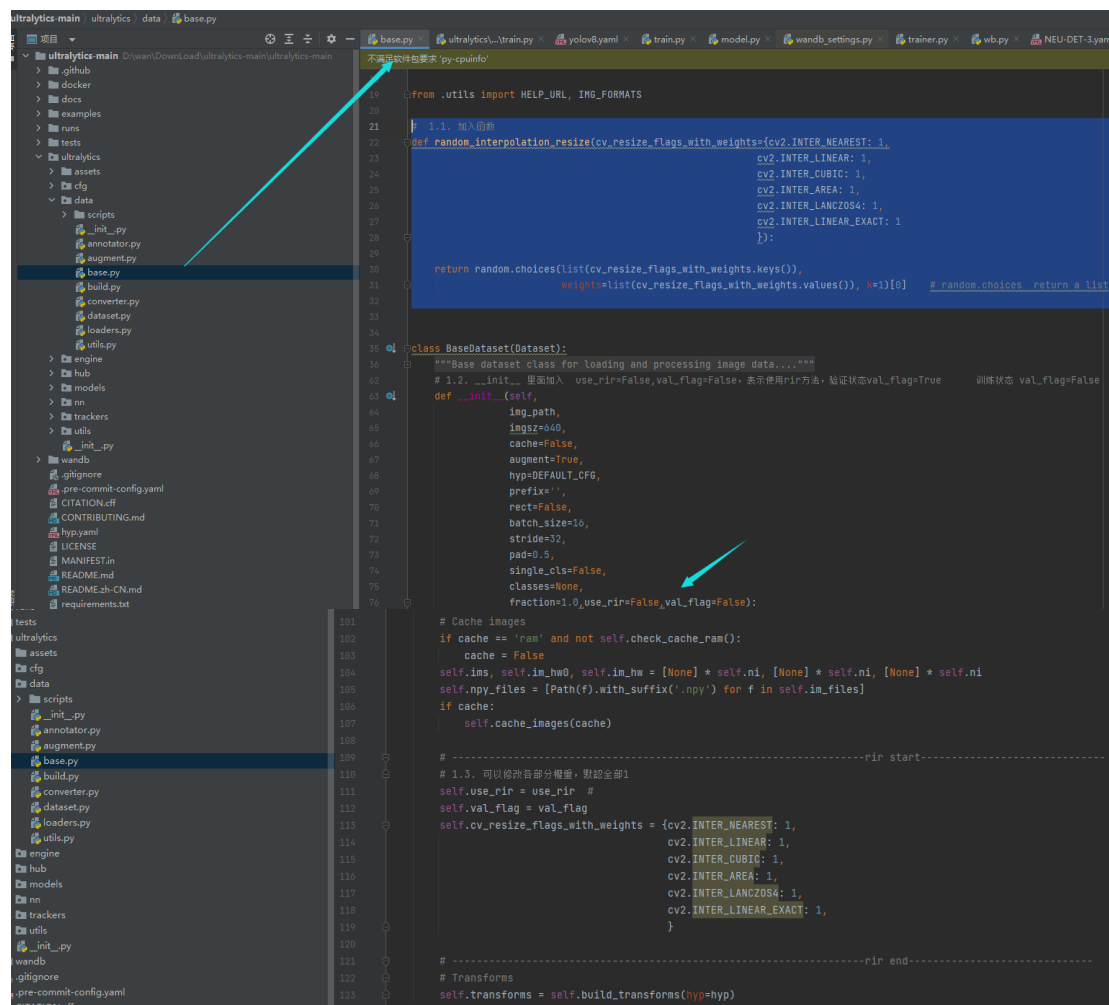 ultralytics-main 〉 ultralytics 〉 data 〉 base.py
项目
ultralytics-main D:\wan\DownLoad\ultralytics-main\ultralytics-main
.github
docker
docs
examples
runs
tests
ultralytics
assets
cfg
data
scripts
__init__.py
annotator.py
augment.py
base.py
build.py
converter.py
dataset.py
loaders.py
utils.py
engine
hub
models
nn
trackers
utils
__init__.py
wandb
.gitignore
.pre-commit-config.yaml
CITATION.cff
CONTRIBUTING.md
hyp.yaml
LICENSE
MANIFEST.in
README.md
README.zh-CN.md
requirements.txt
base.py × ultralytics\...\train.py × yolov8.yaml × train.py × model.py × wandb_settings.py × trainer.py × wb.py × NEU-DET-3.yam
不满足软件包要求 'py-cpuinfo'
19 from .utils import HELP_URL, IMG_FORMATS
20
21 # 1.1. 加入函数
22 def random_interpolation_resize(cv_resize_flags_with_weights={cv2.INTER_NEAREST: 1,
23 cv2.INTER_LINEAR: 1,
24 cv2.INTER_CUBIC: 1,
25 cv2.INTER_AREA: 1,
26 cv2.INTER_LANCZOS4: 1,
27 cv2.INTER_LINEAR_EXACT: 1
28 }):
29
30 return random.choices(list(cv_resize_flags_with_weights.keys()),
31 weights=list(cv_resize_flags_with_weights.values()), k=1)[0] # random.choices return a list
32
33
34
35 class BaseDataset(Dataset):
36 """Base dataset class for loading and processing image data...."""
62 # 1.2. __init__ 里面加入 use_rir=False,val_flag=False，表示使用rir方法，验证状态val_flag=True 训练状态 val_flag=False
63 def __init__(self,
64 img_path,
65 imgsz=640,
66 cache=False,
67 augment=True,
68 hyp=DEFAULT_CFG,
69 prefix='',
70 rect=False,
71 batch_size=16,
72 stride=32,
73 pad=0.5,
74 single_cls=False,
75 classes=None,
76 fraction=1.0,use_rir=False,val_flag=False):
tests
ultralytics
assets
cfg
data
scripts
__init__.py
annotator.py
augment.py
base.py
build.py
converter.py
dataset.py
loaders.py
utils.py
engine
hub
models
nn
trackers
utils
__init__.py
wandb
.gitignore
.pre-commit-config.yaml
101 # Cache images
102 if cache == 'ram' and not self.check_cache_ram():
103 cache = False
104 self.ims, self.im_hw0, self.im_hw = [None] * self.ni, [None] * self.ni, [None] * self.ni
105 self.npy_files = [Path(f).with_suffix('.npy') for f in self.im_files]
106 if cache:
107 self.cache_images(cache)
108
109 # ------------------------------------------------------------rir start---------------------------
110 # 1.3. 可以修改各部分權重，默認全部1
111 self.use_rir = use_rir #
112 self.val_flag = val_flag
113 self.cv_resize_flags_with_weights = {cv2.INTER_NEAREST: 1,
114 cv2.INTER_LINEAR: 1,
115 cv2.INTER_CUBIC: 1,
116 cv2.INTER_AREA: 1,
117 cv2.INTER_LANCZOS4: 1,
118 cv2.INTER_LINEAR_EXACT: 1,
119 }
120
121 # ------------------------------------------------------------rir end---------------------------
122 # Transforms
123 self.transforms = self.build_transforms(hyp=hyp)